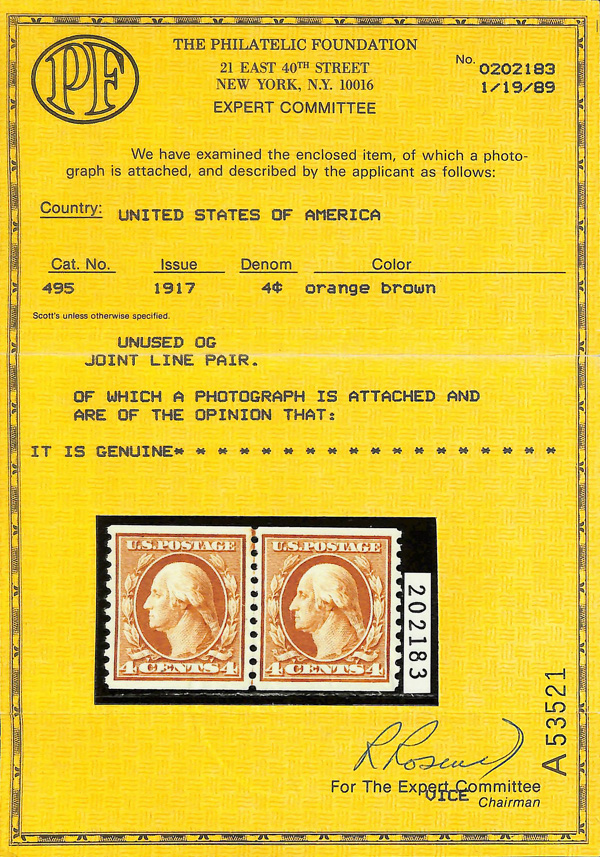 PF
THE PHILATELIC FOUNDATION
21 EAST 40TH STREET
NEW YORK, N.Y. 10016
EXPERT COMMITTEE
No. 0202183
1/19/89
We have examined the enclosed item, of which a photo-
graph is attached, and described by the applicant as follows:
Country: UNITED STATES OF AMERICA
Cat. No. Issue Denom Color
495 1917 4¢ orange brown
Scott's unless otherwise specified.
UNUSED OG
JOINT LINE PAIR.
OF WHICH A PHOTOGRAPH IS ATTACHED AND
ARE OF THE OPINION THAT:
IT IS GENUINE* * * * * * * * * * * * * * * * * *
U.S. POSTAGE U.S. POSTAGE
4 CENTS 4 4 CENTS 4
202183
A 53521
For The Expert Committee
VICE Chairman